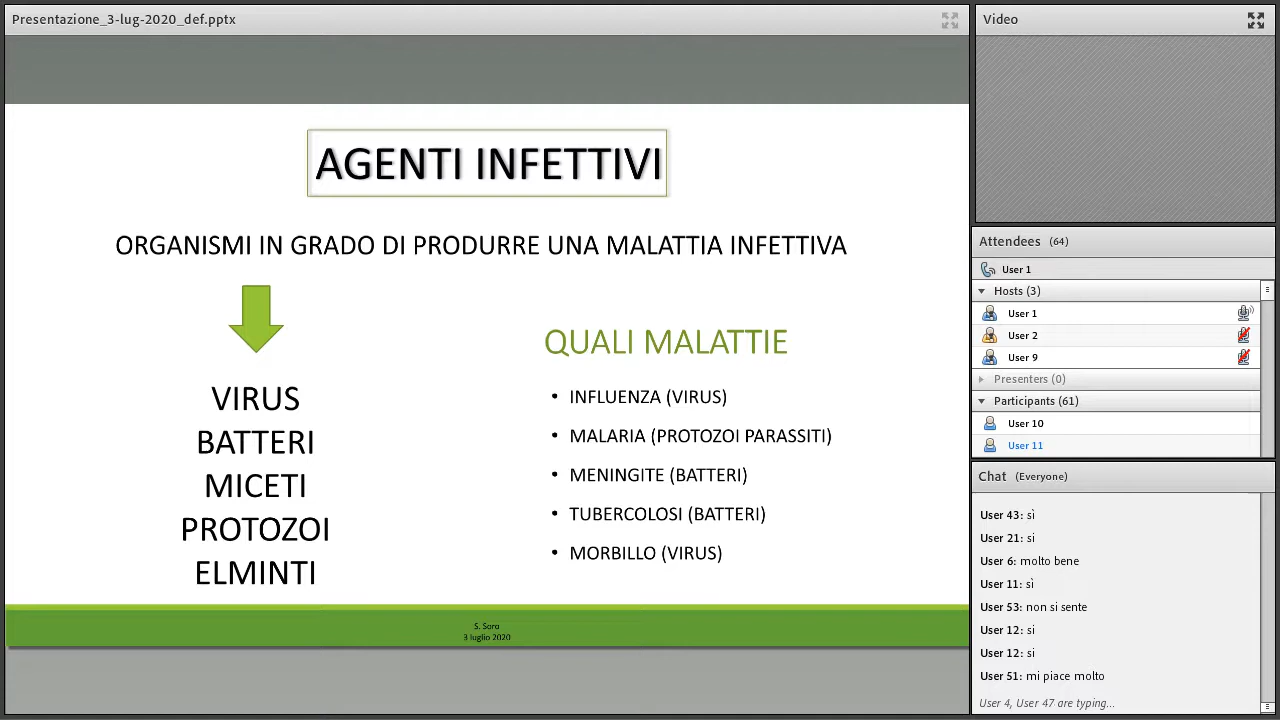 Presentazione_3-lug-2020_def.pptx
AGENTI INFETTIVI
ORGANISMI IN GRADO DI PRODURRE UNA MALATTIA INFETTIVA
VIRUS
BATTERI
MICETI
PROTOZOI
ELMINTI
QUALI MALATTIE
• INFLUENZA (VIRUS)
• MALARIA (PROTOZOI PARASSITI)
• MENINGITE (BATTERI)
• TUBERCOLOSI (BATTERI)
• MORBILLO (VIRUS)
S. Sora
3 luglio 2020
Video
Attendees (64)
User 1
Hosts (3)
User 1
User 2
User 9
Presenters (0)
Participants (61)
User 10
User 11
Chat (Everyone)
User 43: sì
User 21: si
User 6: molto bene
User 11: sì
User 53: non si sente
User 12: si
User 12: si
User 51: mi piace molto
User 4, User 47 are typing...